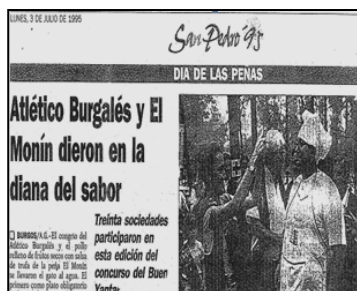 LUNES, 3 DE JULIO DE 1995
San Pedro '95
DIA DE LAS PEÑAS
Atlético Burgalés y El
Monín dieron en la
diana del sabor
Treinta sociedades
participaron en
esta edición del
concurso del Buen
Yantar
BURGOS/A.G.-El congrio del
Atlético Burgalés y el pollo
relleno de frutos secos con salsa
de trufa de la peña El Monín
se llevaron el gato al agua. El
primero como plato obligatorio